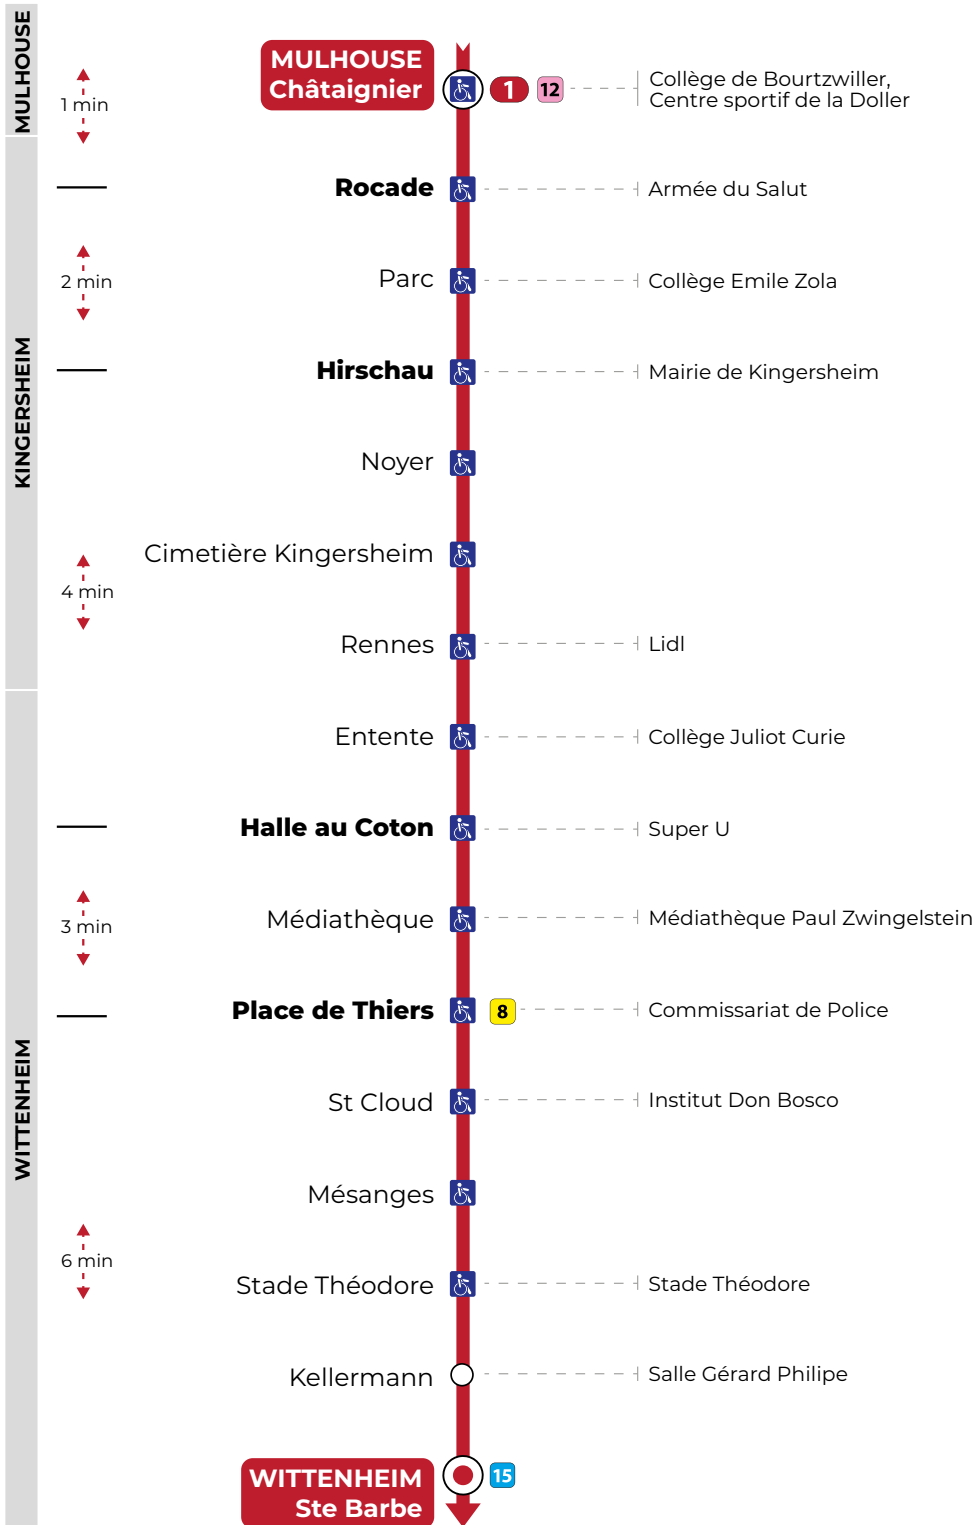 MULHOUSE
1 min
MULHOUSE
Châtaignier
1
12
Collège de Bourtzwiller,
Centre sportif de la Doller
KINGERSHEIM
Rocade
Armée du Salut
2 min
Parc
Collège Emile Zola
Hirschau
Mairie de Kingersheim
Noyer
Cimetière Kingersheim
4 min
Rennes
Lidl
WITTENHEIM
Entente
Collège Juliot Curie
Halle au Coton
Super U
3 min
Médiathèque
Médiathèque Paul Zwingelstein
Place de Thiers
8
Commissariat de Police
St Cloud
Institut Don Bosco
Mésanges
6 min
Stade Théodore
Stade Théodore
Kellermann
Salle Gérard Philipe
WITTENHEIM
Ste Barbe
15